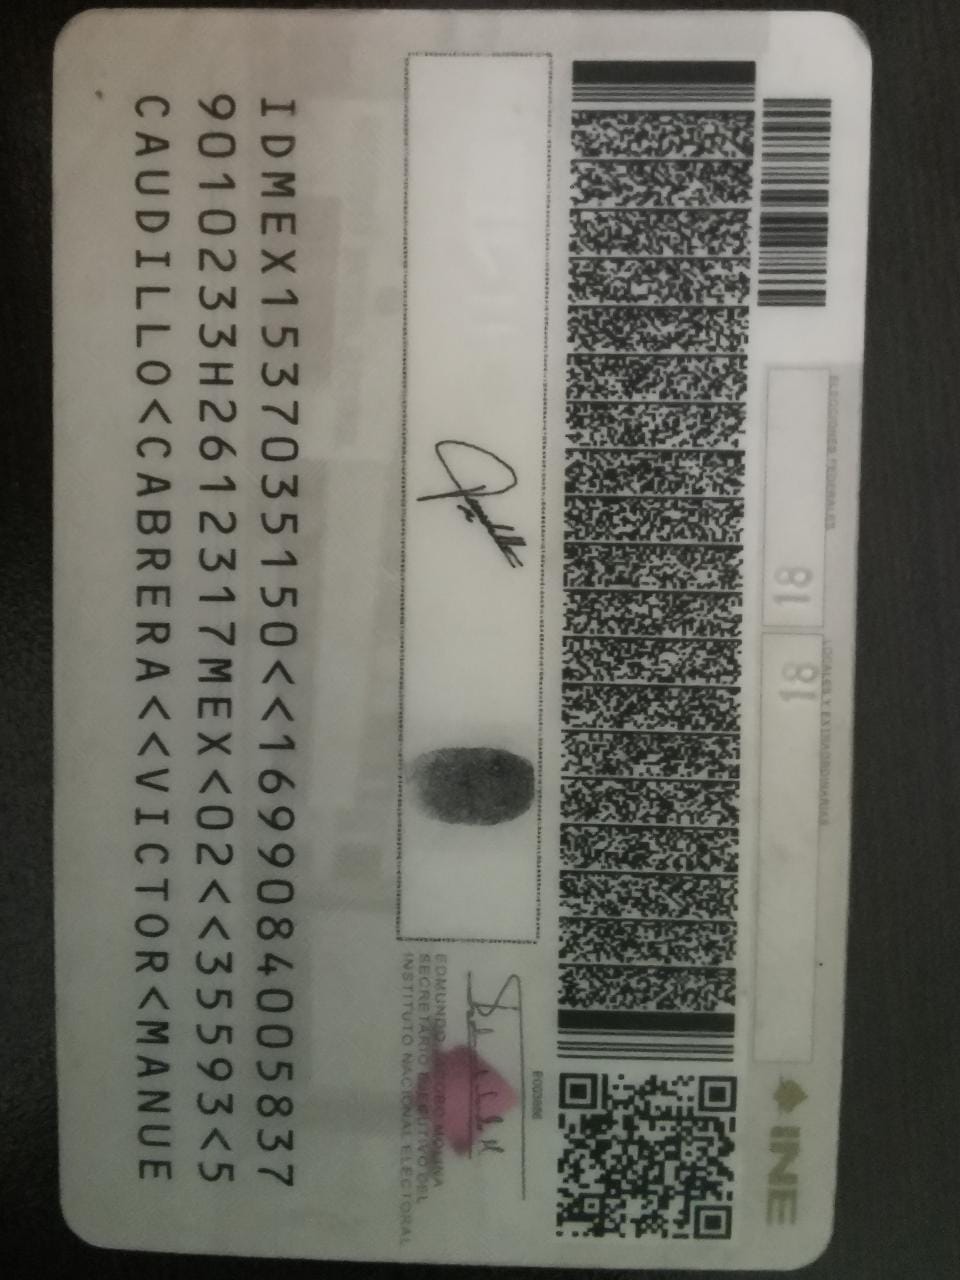 ELECCIONES FEDERALES
LOCALES Y EXTRAORDINARIAS
18
18
INE
EDMUNDO JACOBO MOLINA
SECRETARIO EJECUTIVO DEL
INSTITUTO NACIONAL ELECTORAL
IDMEX1537035150<<1699084005837
9010233H2612317MEX<02<<35593<5
CAUDILLO<CABRERA<<VICTOR<MANUE